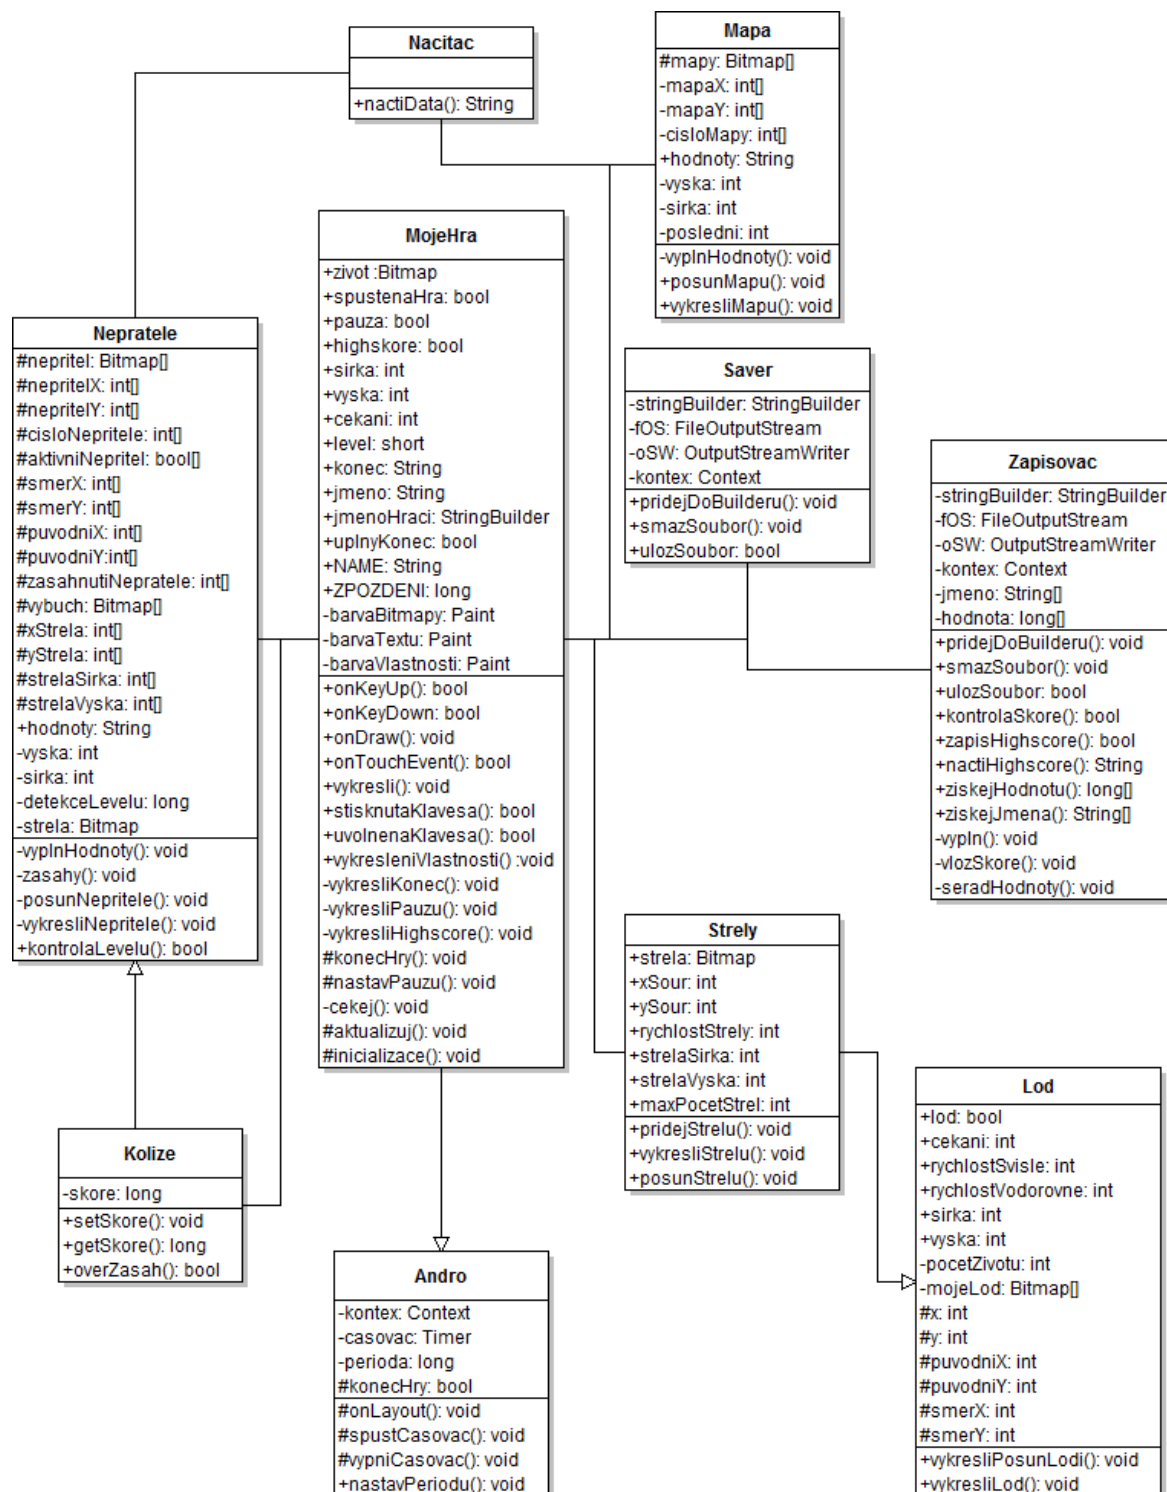 Nacitac
+nactiData(): String
Mapa
#mapy: Bitmap[]
-mapaX: int[]
-mapaY: int[]
-cisloMapy: int[]
+hodnoty: String
-vyska: int
-sirka: int
-posledni: int
-vyplnHodnoty(): void
+posunMapu(): void
+vykresliMapu(): void
MojeHra
+zivot :Bitmap
+spustenaHra: bool
+pauza: bool
+highskore: bool
+sirka: int
+vyska: int
+cekani: int
+level: short
+konec: String
+jmeno: String
+jmenoHraci: StringBuilder
+uplnyKonec: bool
+NAME: String
+ZPOZDENI: long
-barvaBitmapy: Paint
-barvaTextu: Paint
-barvaVlastnosti: Paint
+onKeyUp(): bool
+onKeyDown: bool
+onDraw(): void
+onTouchEvent(): bool
+vykresli(): void
+stisknutaKlavesa(): bool
+uvolnenaKlavesa(): bool
+vykresleniVlastnosti() :void
-vykresliKonec(): void
-vykresliPauzu(): void
-vykresliHighscore(): void
#konecHry(): void
#nastavPauzu(): void
-cekej(): void
#aktualizuj(): void
#inicializace(): void
Nepratele
#nepritel: Bitmap[]
#nepritelX: int[]
#nepritelY: int[]
#cisloNepritele: int[]
#aktivniNepritel: bool[]
#smerX: int[]
#smerY: int[]
#puvodniX: int[]
#puvodniY:int[]
#zasahnutiNepratele: int[]
#vybuch: Bitmap[]
#xStrela: int[]
#yStrela: int[]
#strelaSirka: int[]
#strelaVyska: int[]
+hodnoty: String
-vyska: int
-sirka: int
-detekceLevelu: long
-strela: Bitmap
-vyplnHodnoty(): void
-zasahy(): void
-posunNepritele(): void
-vykresliNepritele(): void
+kontrolaLevelu(): bool
Saver
-stringBuilder: StringBuilder
-fOS: FileOutputStream
-oSW: OutputStreamWriter
-kontex: Context
+pridejDoBuilderu(): void
+smazSoubor(): void
+ulozSoubor: bool
Zapisovac
-stringBuilder: StringBuilder
-fOS: FileOutputStream
-oSW: OutputStreamWriter
-kontex: Context
-jmeno: String[]
-hodnota: long[]
+pridejDoBuilderu(): void
+smazSoubor(): void
+ulozSoubor: bool
+kontrolaSkore(): bool
+zapisHighscore(): bool
+nactiHighscore(): String
+ziskejHodnotu(): long[]
+ziskejJmena(): String[]
-vypln(): void
-vlozSkore(): void
-seradHodnoty(): void
Strely
+strela: Bitmap
+xSour: int
+ySour: int
+rychlostStrely: int
+strelaSirka: int
+strelaVyska: int
+maxPocetStrel: int
+pridejStrelu(): void
+vykresliStrelu(): void
+posunStrelu(): void
Lod
+lod: bool
+cekani: int
+rychlostSvisle: int
+rychlostVodorovne: int
+sirka: int
+vyska: int
-pocetZivotu: int
-mojeLod: Bitmap[]
#x: int
#y: int
#puvodniX: int
#puvodniY: int
#smerX: int
#smerY: int
+vykresliPosunLodi(): void
+vykresliLod(): void
Kolize
-skore: long
+setSkore(): void
+getSkore(): long
+overZasah(): bool
Andro
-kontex: Context
-casovac: Timer
-perioda: long
#konecHry: bool
#onLayout(): void
#spustCasovac(): void
#vypniCasovac(): void
+nastavPeriodu(): void